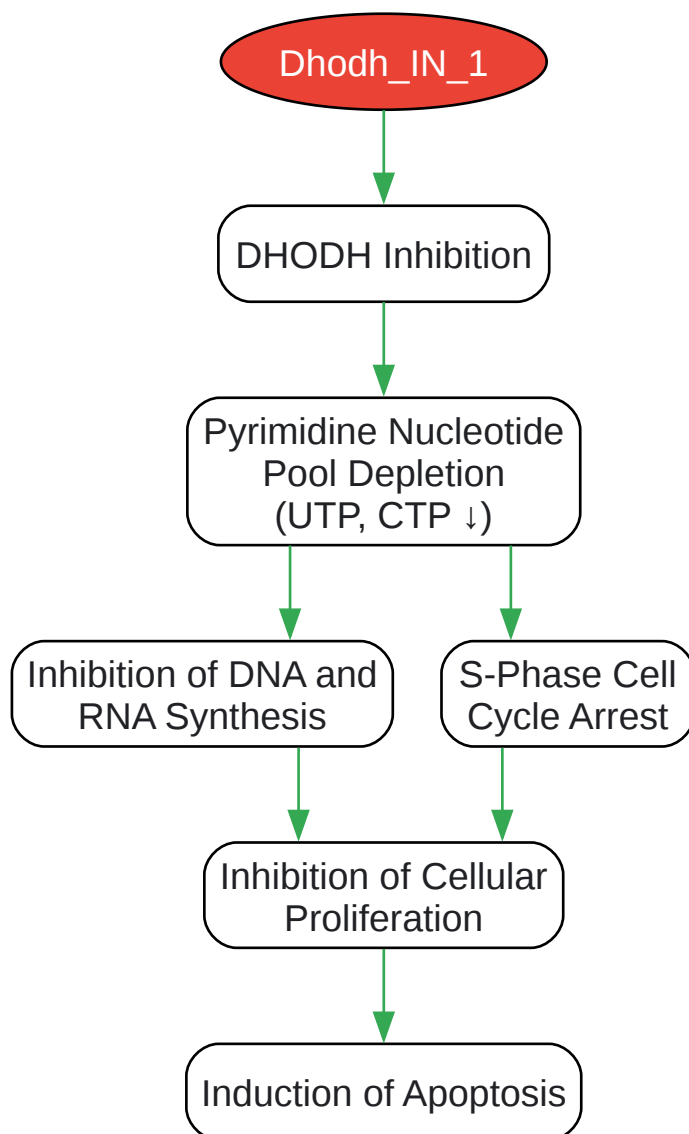 Dhodh_IN_1
DHODH Inhibition
Pyrimidine Nucleotide
Pool Depletion
(UTP, CTP ↓)
Inhibition of DNA and
RNA Synthesis
S-Phase Cell
Cycle Arrest
Inhibition of Cellular
Proliferation
Induction of Apoptosis